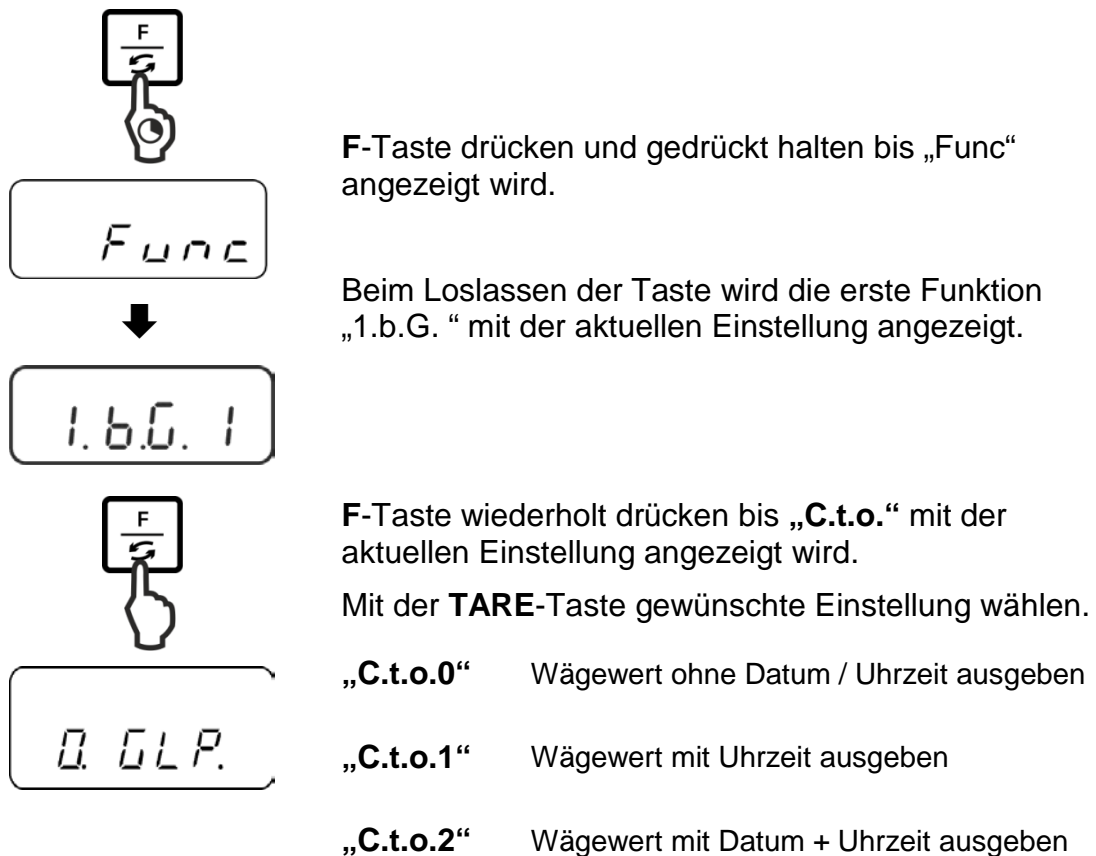 F
F-Taste drücken und gedrückt halten bis „Func“
angezeigt wird.
Func
Beim Loslassen der Taste wird die erste Funktion
„1.b.G. “ mit der aktuellen Einstellung angezeigt.
1. b.G. 1
F
F-Taste wiederholt drücken bis „C.t.o.“ mit der
aktuellen Einstellung angezeigt wird.
Mit der TARE-Taste gewünschte Einstellung wählen.
„C.t.o.0“ Wägewert ohne Datum / Uhrzeit ausgeben
0. GLP.
„C.t.o.1“ Wägewert mit Uhrzeit ausgeben
„C.t.o.2“ Wägewert mit Datum + Uhrzeit ausgeben